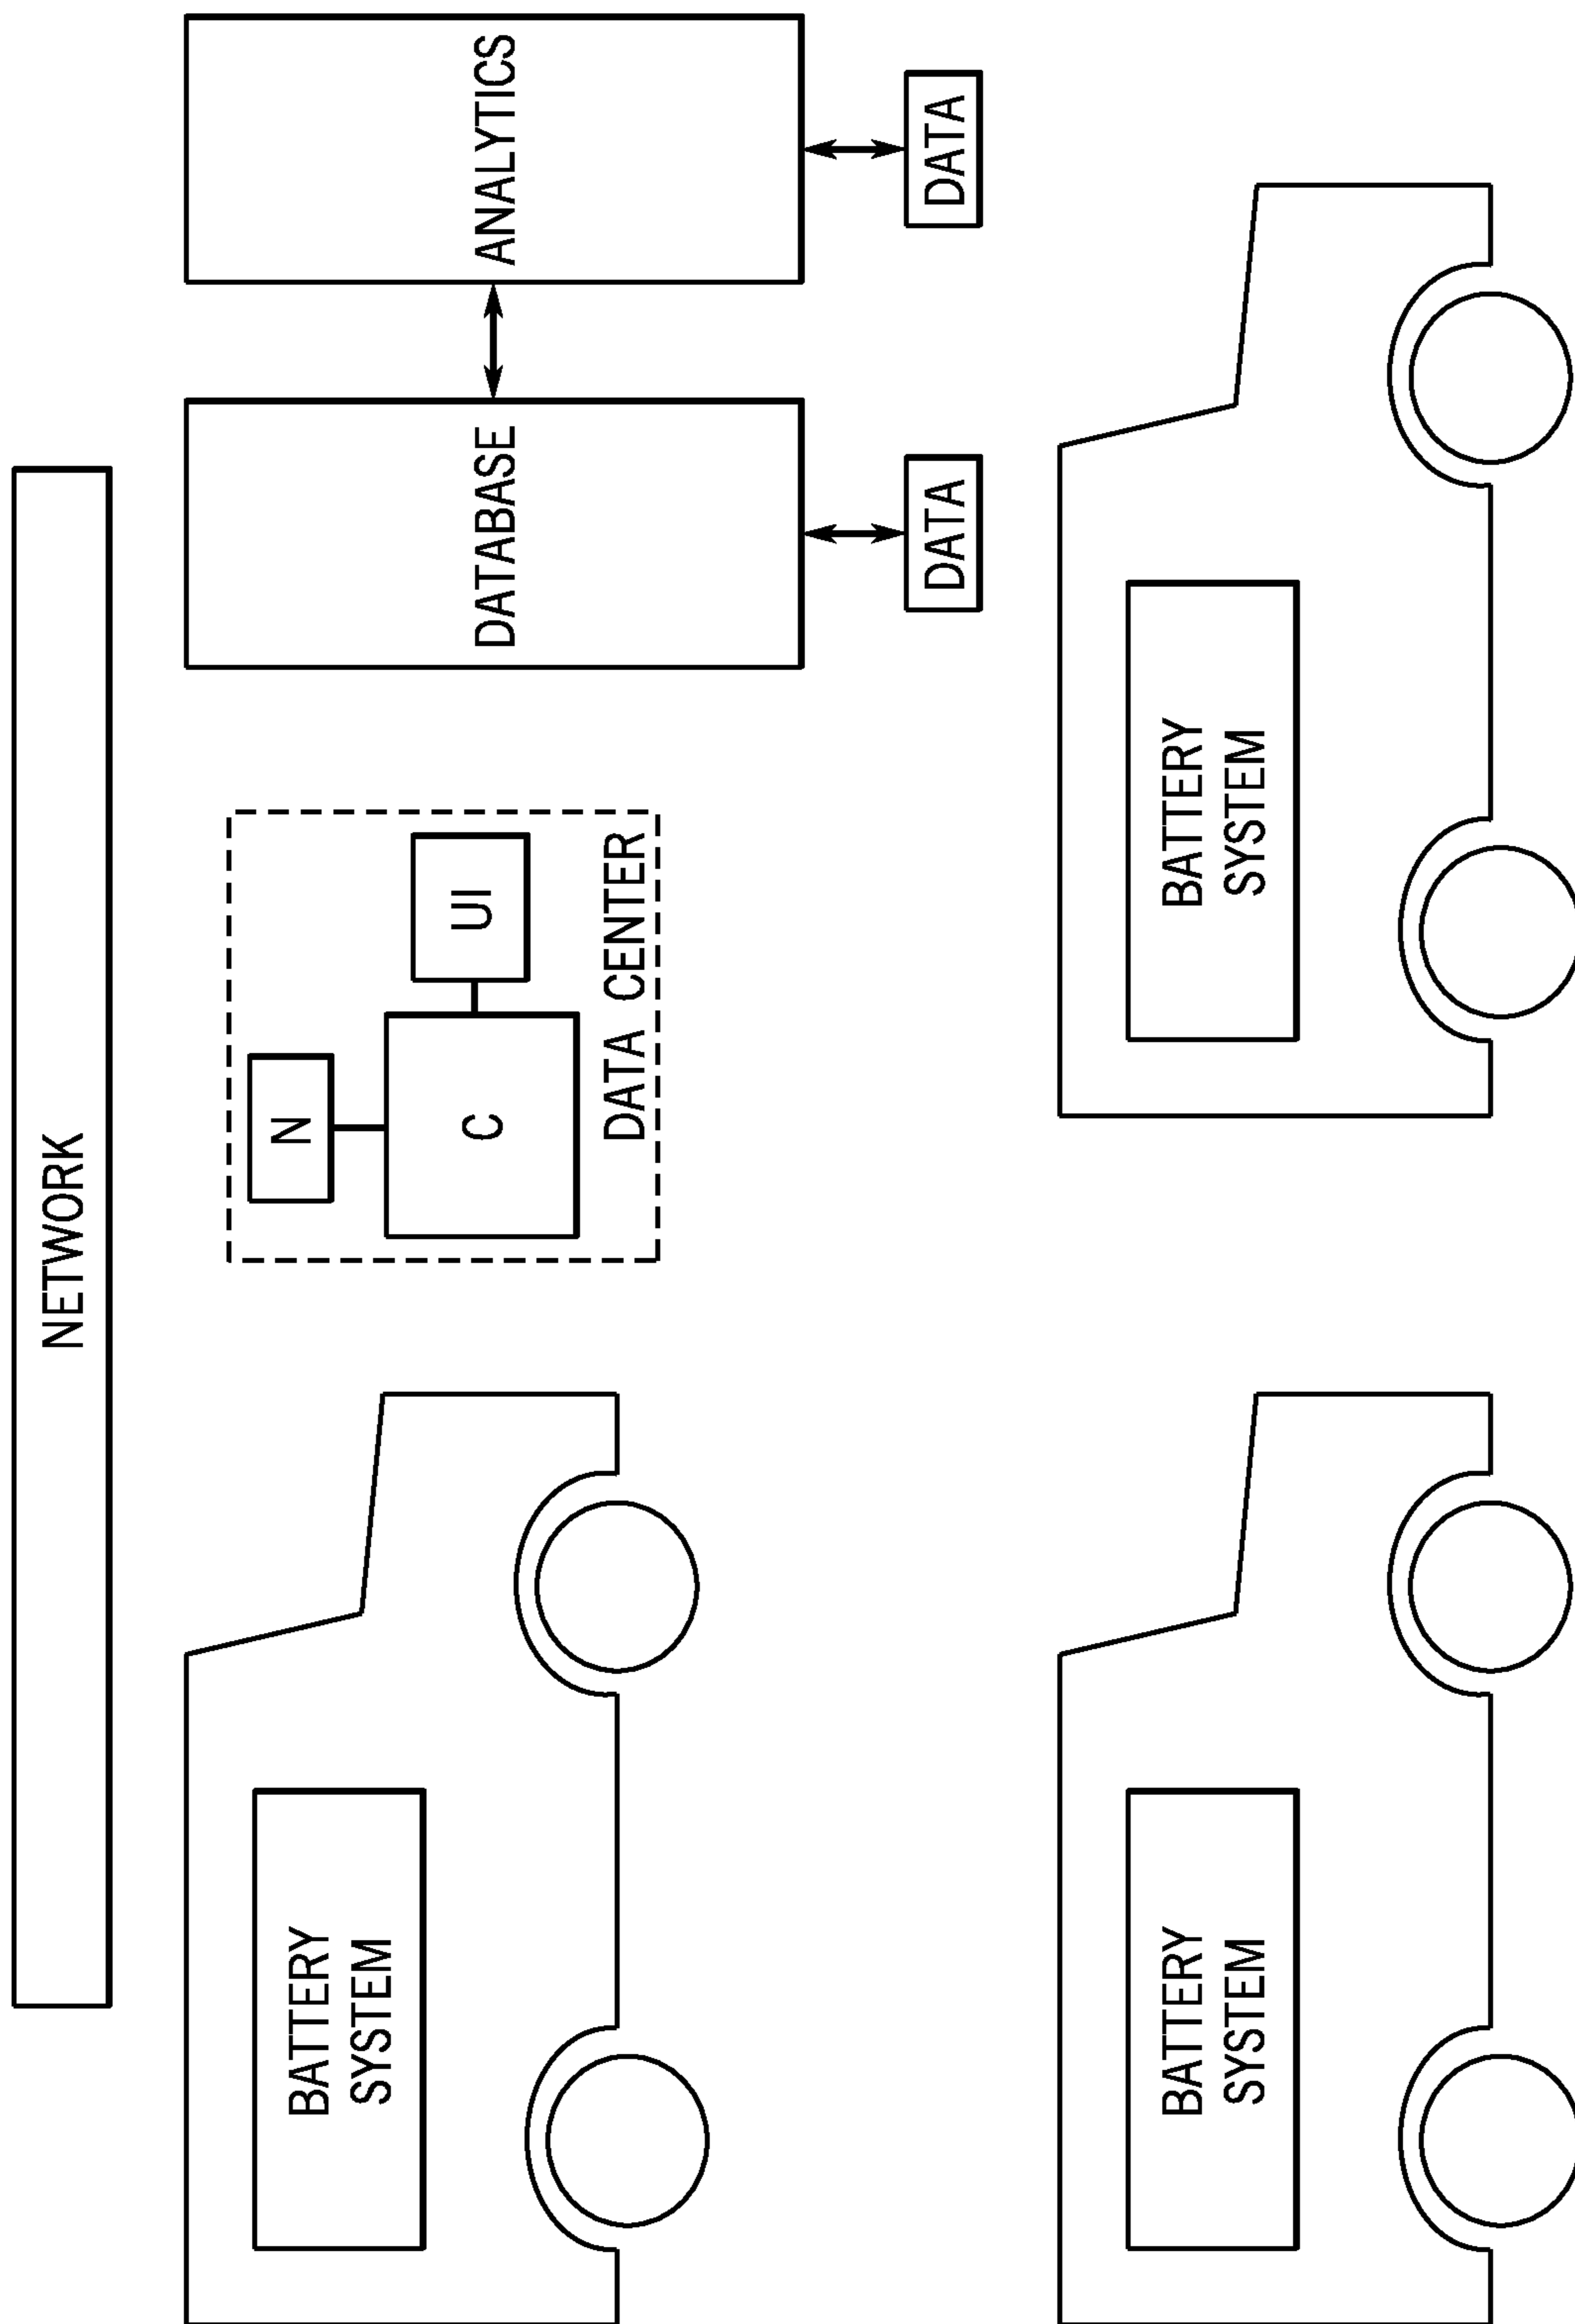 NETWORK
BATTERY
SYSTEM
N
C
UI
DATA CENTER
DATABASE
ANALYTICS
DATA
DATA
BATTERY
SYSTEM
BATTERY
SYSTEM